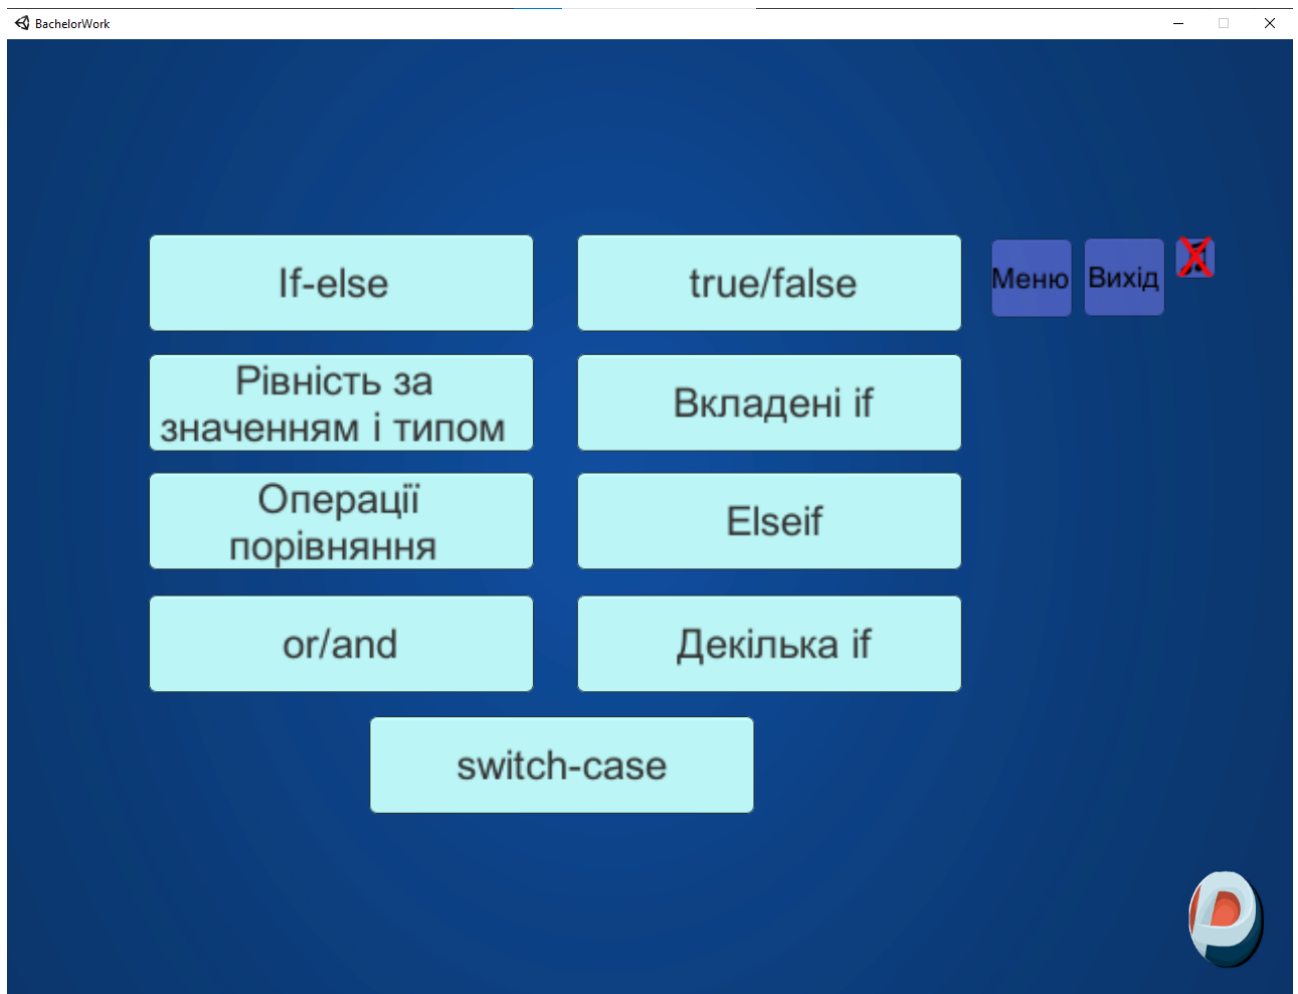 BachelorWork
If-else
true/false
Меню
Вихід
Рівність за
значенням і типом
Вкладені if
Операції
порівняння
Elseif
or/and
Декілька if
switch-case